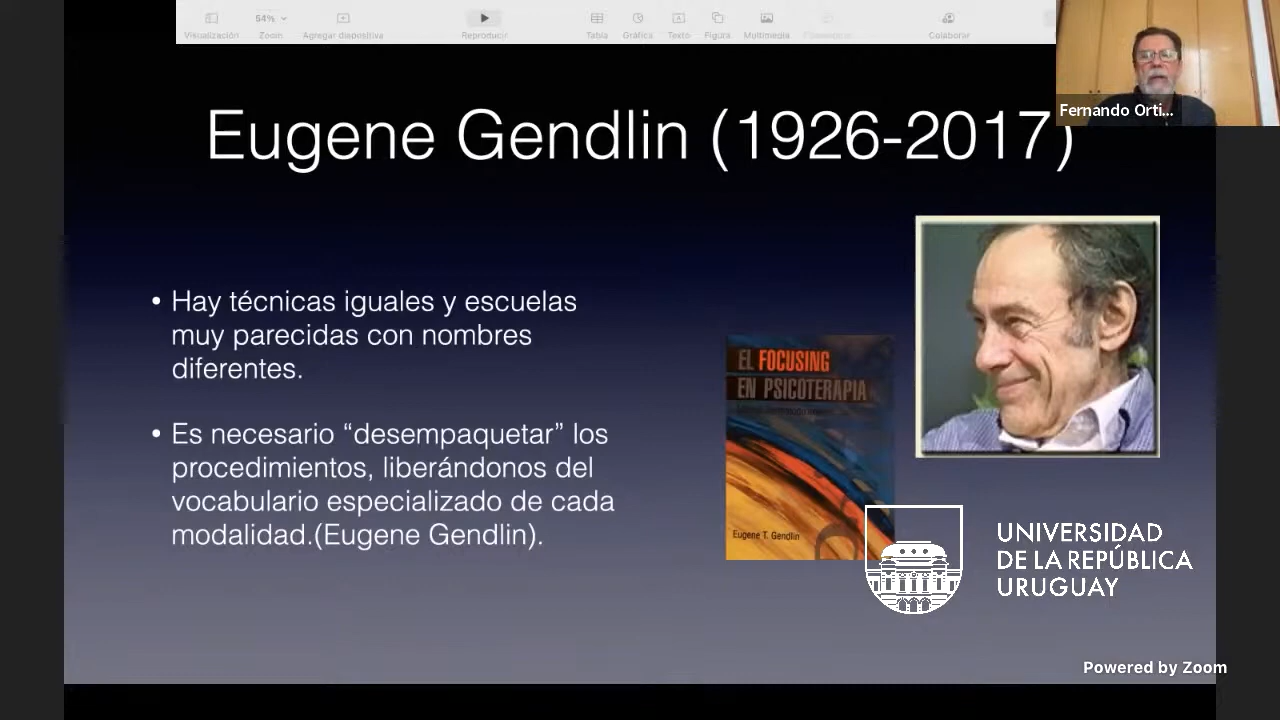 54%
Visualización Zoom Agregar diapositiva Reproducir Tabla Gráfica Texto Figura Multimedia Colaborar
Fernando Orti...
Eugene Gendlin (1926-2017)
• Hay técnicas iguales y escuelas
muy parecidas con nombres
diferentes.
• Es necesario “desempaquetar” los
procedimientos, liberándonos del
vocabulario especializado de cada
modalidad.(Eugene Gendlin).
EL FOCUSING
EN PSICOTERAPIA
Eugene T. Gendlin
UNIVERSIDAD
DE LA REPÚBLICA
URUGUAY
Powered by Zoom